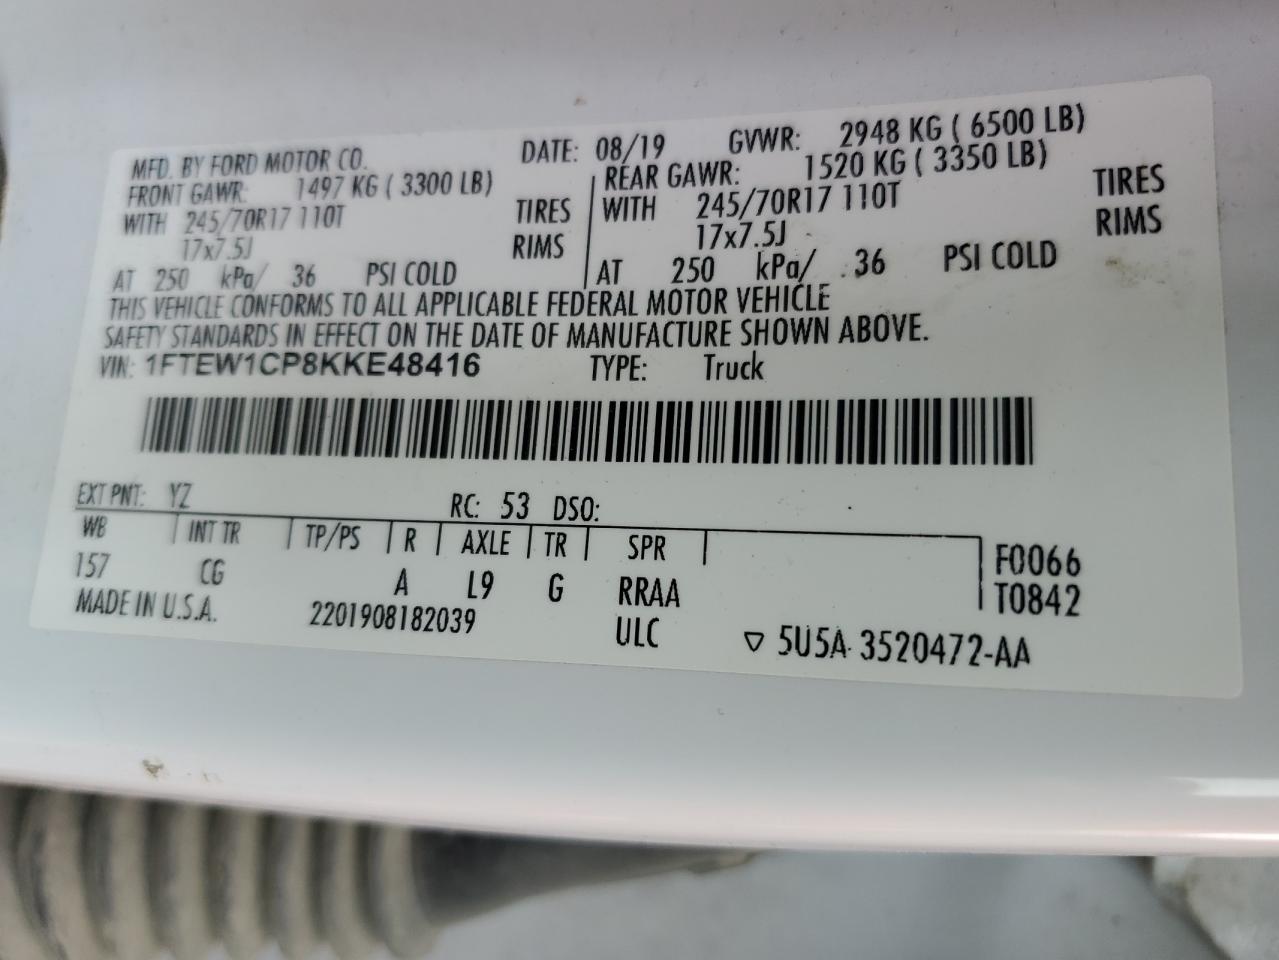 MFD. BY FORD MOTOR CO. DATE: 08/19 GVWR: 2948 KG ( 6500 LB)
FRONT GAWR: 1497 KG ( 3300 LB) REAR GAWR: 1520 KG ( 3350 LB)
WITH 245/70R17 110T TIRES WITH 245/70R17 110T TIRES
17x7.5J RIMS 17x7.5J RIMS
AT 250 kPa/ 36 PSI COLD AT 250 kPa/ 36 PSI COLD
THIS VEHICLE CONFORMS TO ALL APPLICABLE FEDERAL MOTOR VEHICLE
SAFETY STANDARDS IN EFFECT ON THE DATE OF MANUFACTURE SHOWN ABOVE.
VIN: 1FTEW1CP8KKE48416 TYPE: Truck
EXT PNT: YZ RC: 53 DSO:
WB INT TR TP/PS R AXLE TR SPR F0066
157 CG A L9 G RRAA T0842
MADE IN U.S.A. 2201908182039 ULC ▽ 5U5A-3520472-AA